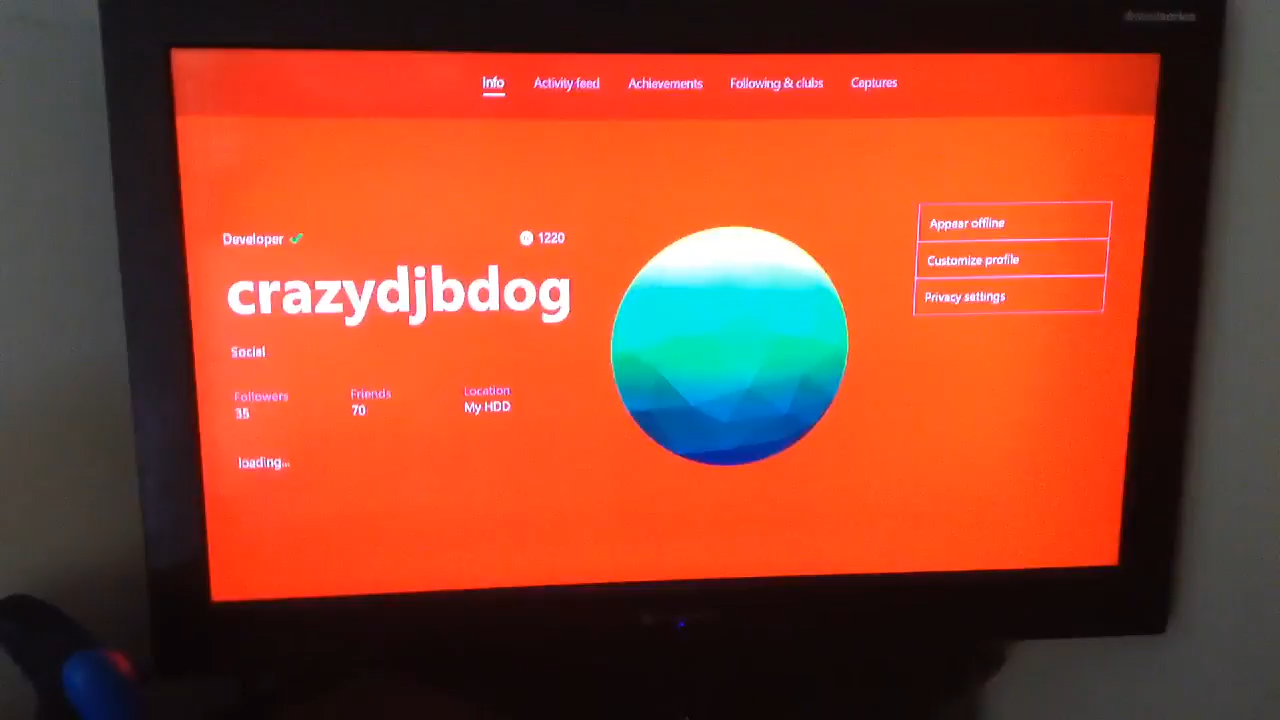 Info
Activity feed
Achievements
Following & clubs
Captures
Developer
1220
crazydjbdog
Social
Followers
35
Friends
70
Location
My HDD
loading...
Appear offline
Customize profile
Privacy settings